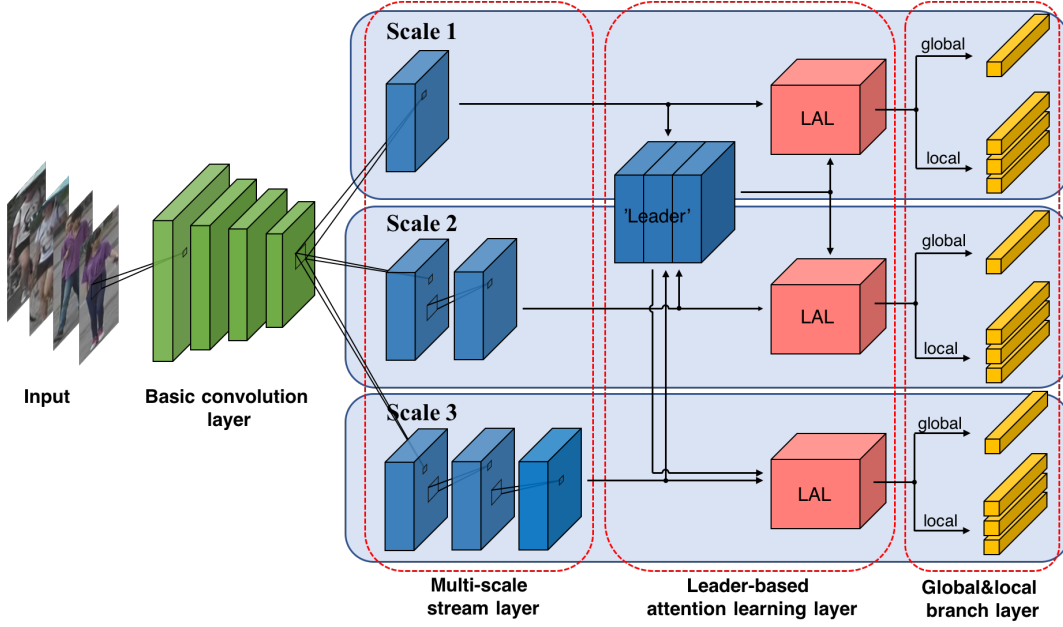 Scale 1
global
LAL
local
'Leader'
Scale 2
global
LAL
local
Input
Basic convolution
layer
Scale 3
global
LAL
local
Multi-scale
stream layer
Leader-based
attention learning layer
Global&local
branch layer